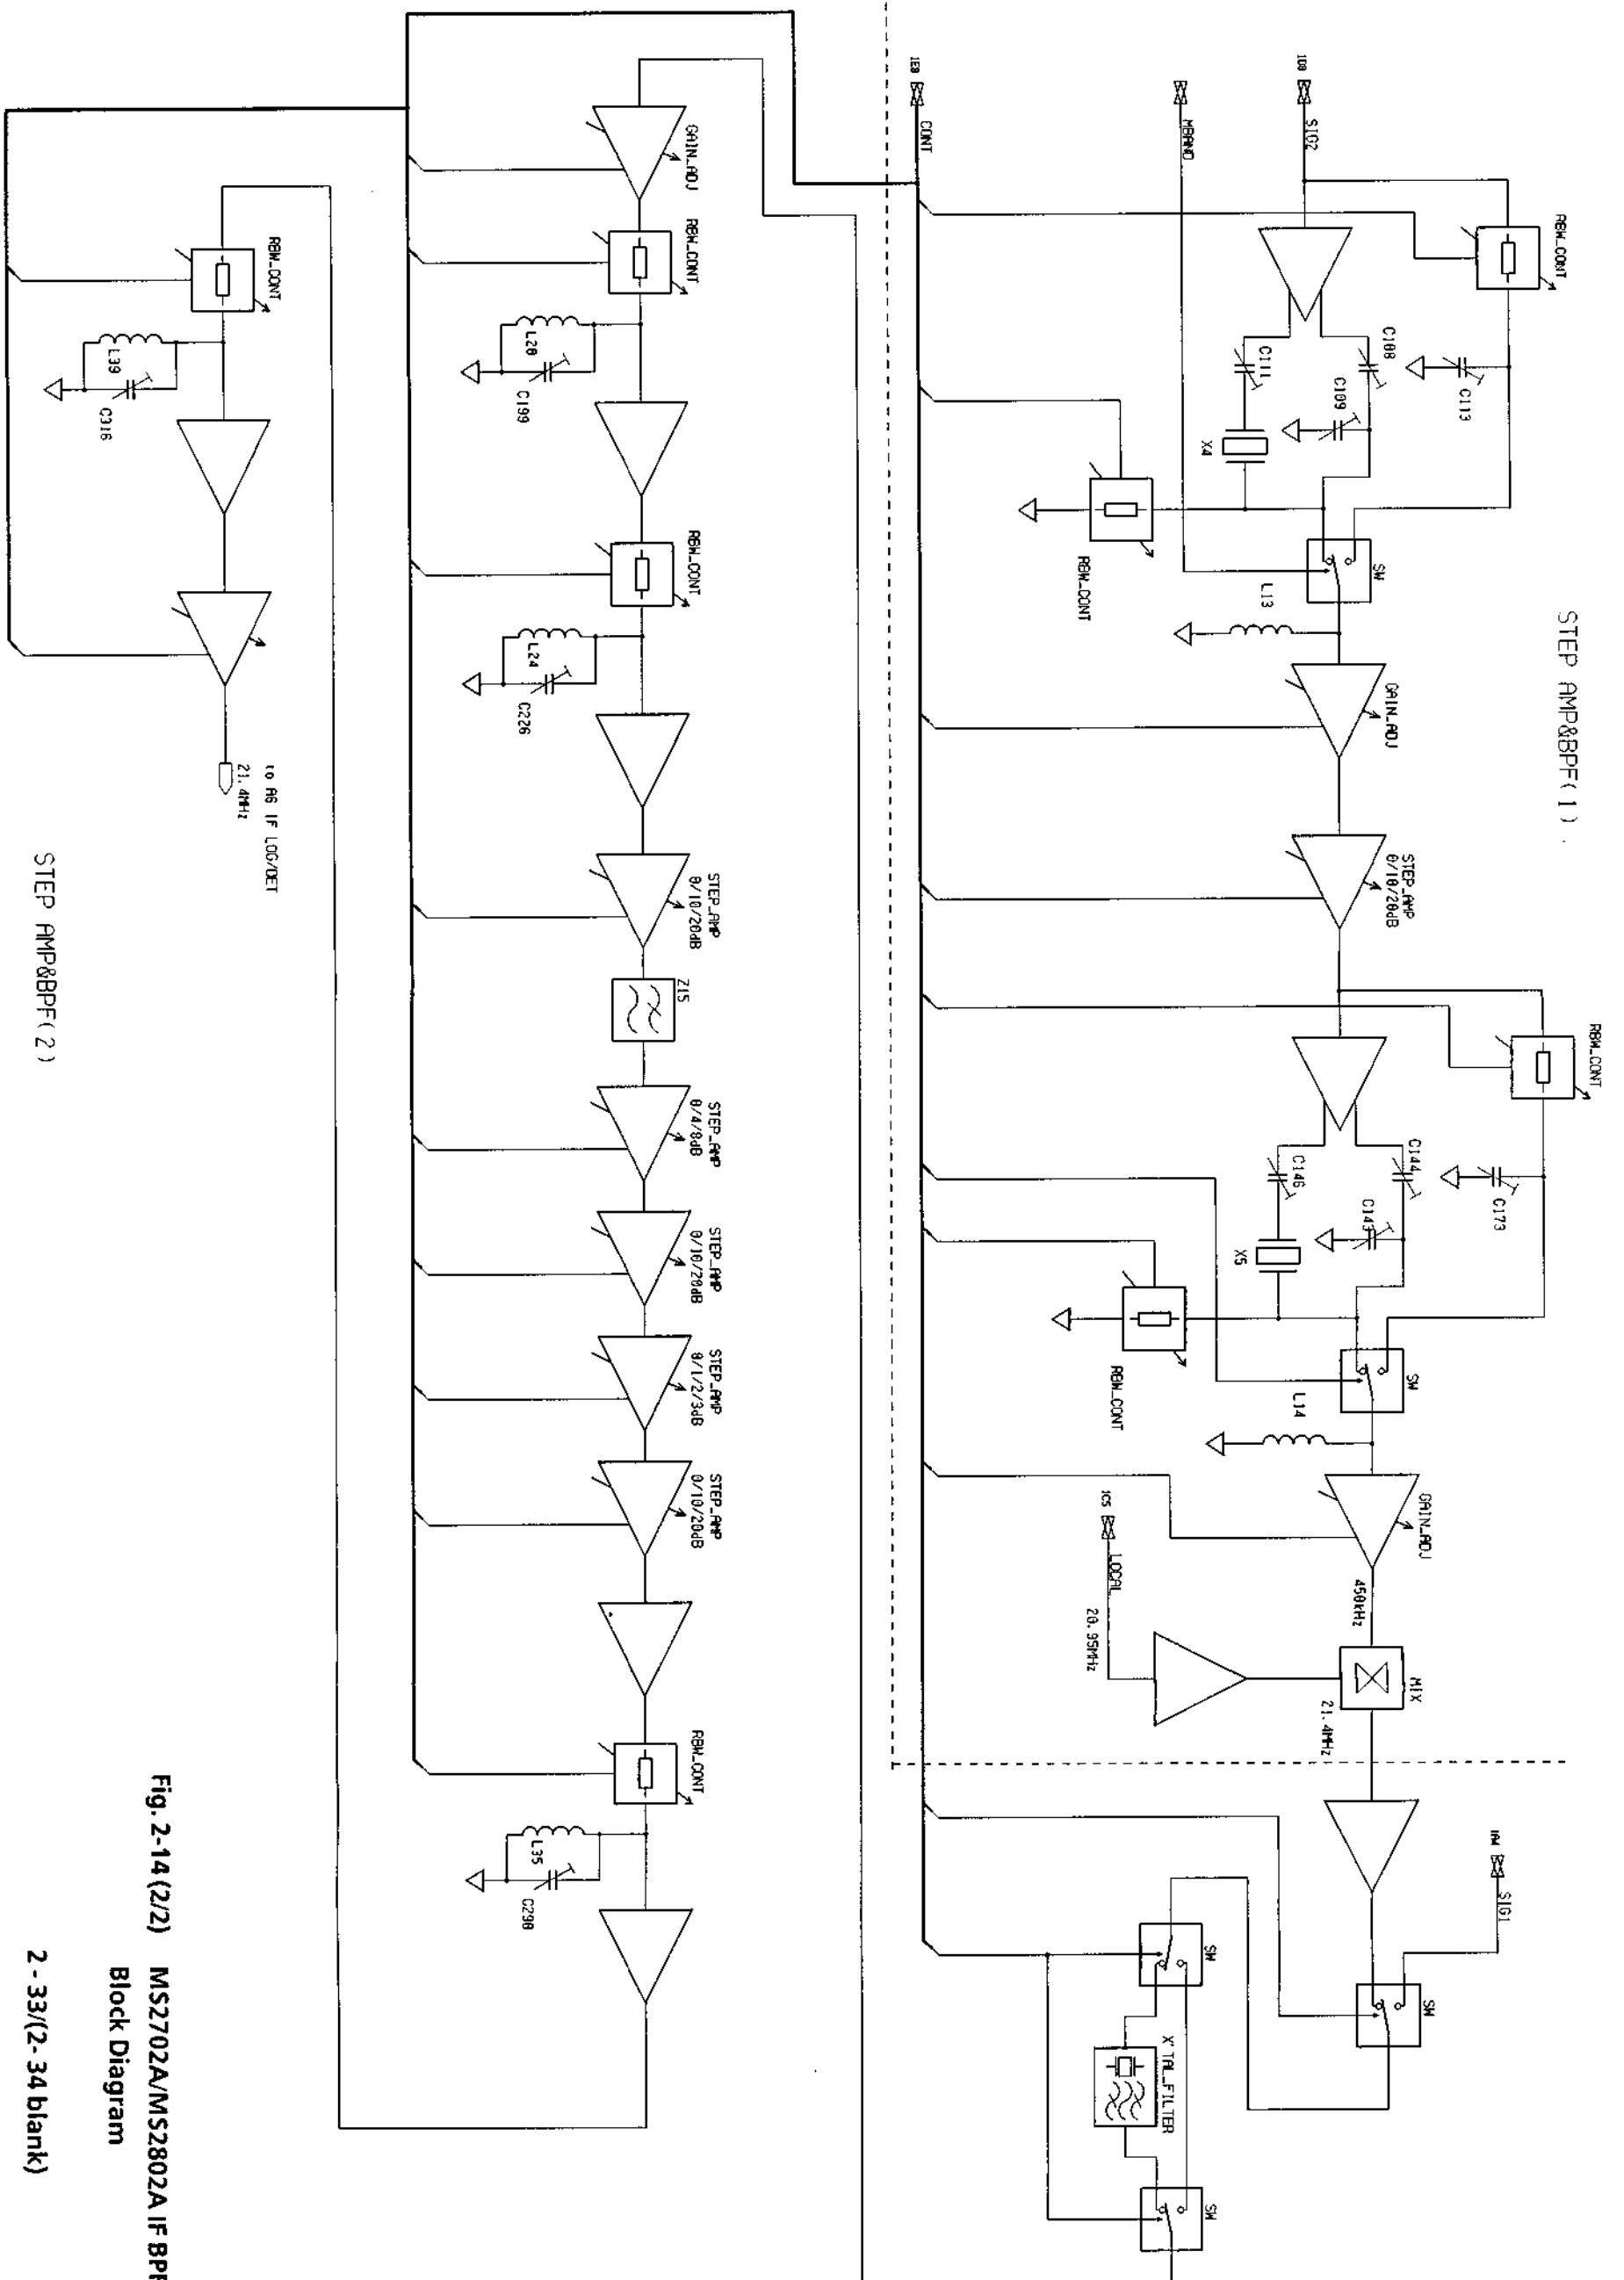 STEP AMP&BPF(1)
1D8
SIG2
RBW_CONT
C113
C108
C109
C111
X4
RBW_CONT
MBAND
SW
L13
GAIN_ADJ
STEP_AMP
0/10/20dB
RBW_CONT
C173
C144
C143
C146
X5
RBW_CONT
SW
L14
GAIN_ADJ
450kHz
MIX
21.4MHz
1C5
LOCAL
20.95MHz
SIG1
SW
SW
X'TAL_FILTER
SW
1E8
CONT
GAIN_ADJ
RBW_CONT
L20
C199
RBW_CONT
L24
C226
STEP_AMP
0/10/20dB
Z15
STEP_AMP
0/4/8dB
STEP_AMP
0/10/20dB
STEP_AMP
0/1/2/3dB
STEP_AMP
0/10/20dB
RBW_CONT
L35
C298
RBW_CONT
L39
C316
to A6 IF LOG/DET
21.4MHz
STEP AMP&BPF(2)
Fig. 2-14 (2/2) MS2702A/MS2802A IF BPF
Block Diagram
2 - 33/(2 - 34 blank)